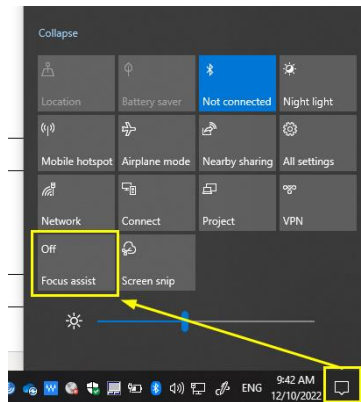 Collapse
Location
Battery saver
Not connected
Night light
Mobile hotspot
Airplane mode
Nearby sharing
All settings
Network
Connect
Project
VPN
Off
Focus assist
Screen snip
ENG
9:42 AM
12/10/2022